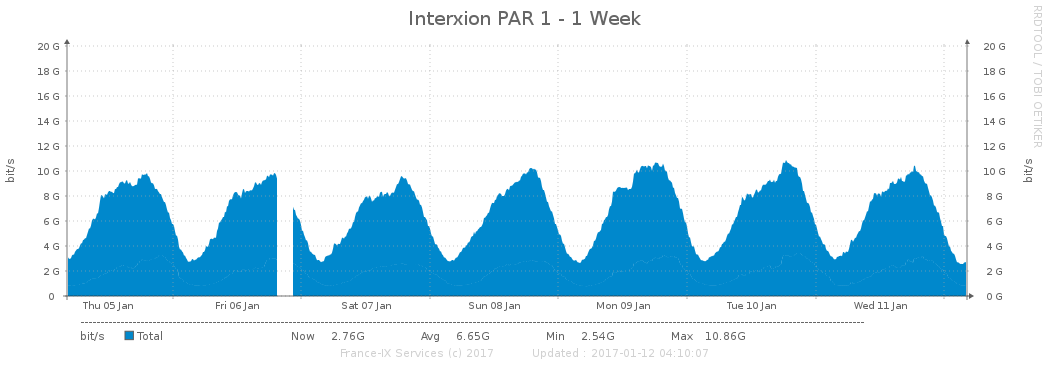 Interxion PAR 1 - 1 Week
RRDTOOL / TOBI OETIKER
bit/s
bit/s
20 G 20 G
18 G 18 G
16 G 16 G
14 G 14 G
12 G 12 G
10 G 10 G
8 G 8 G
6 G 6 G
4 G 4 G
2 G 2 G
0 0 G
Thu 05 Jan Fri 06 Jan Sat 07 Jan Sun 08 Jan Mon 09 Jan Tue 10 Jan Wed 11 Jan
bit/s Total Now 2.76G Avg 6.65G Min 2.54G Max 10.86G
France-IX Services (c) 2017 Updated : 2017-01-12 04:10:07